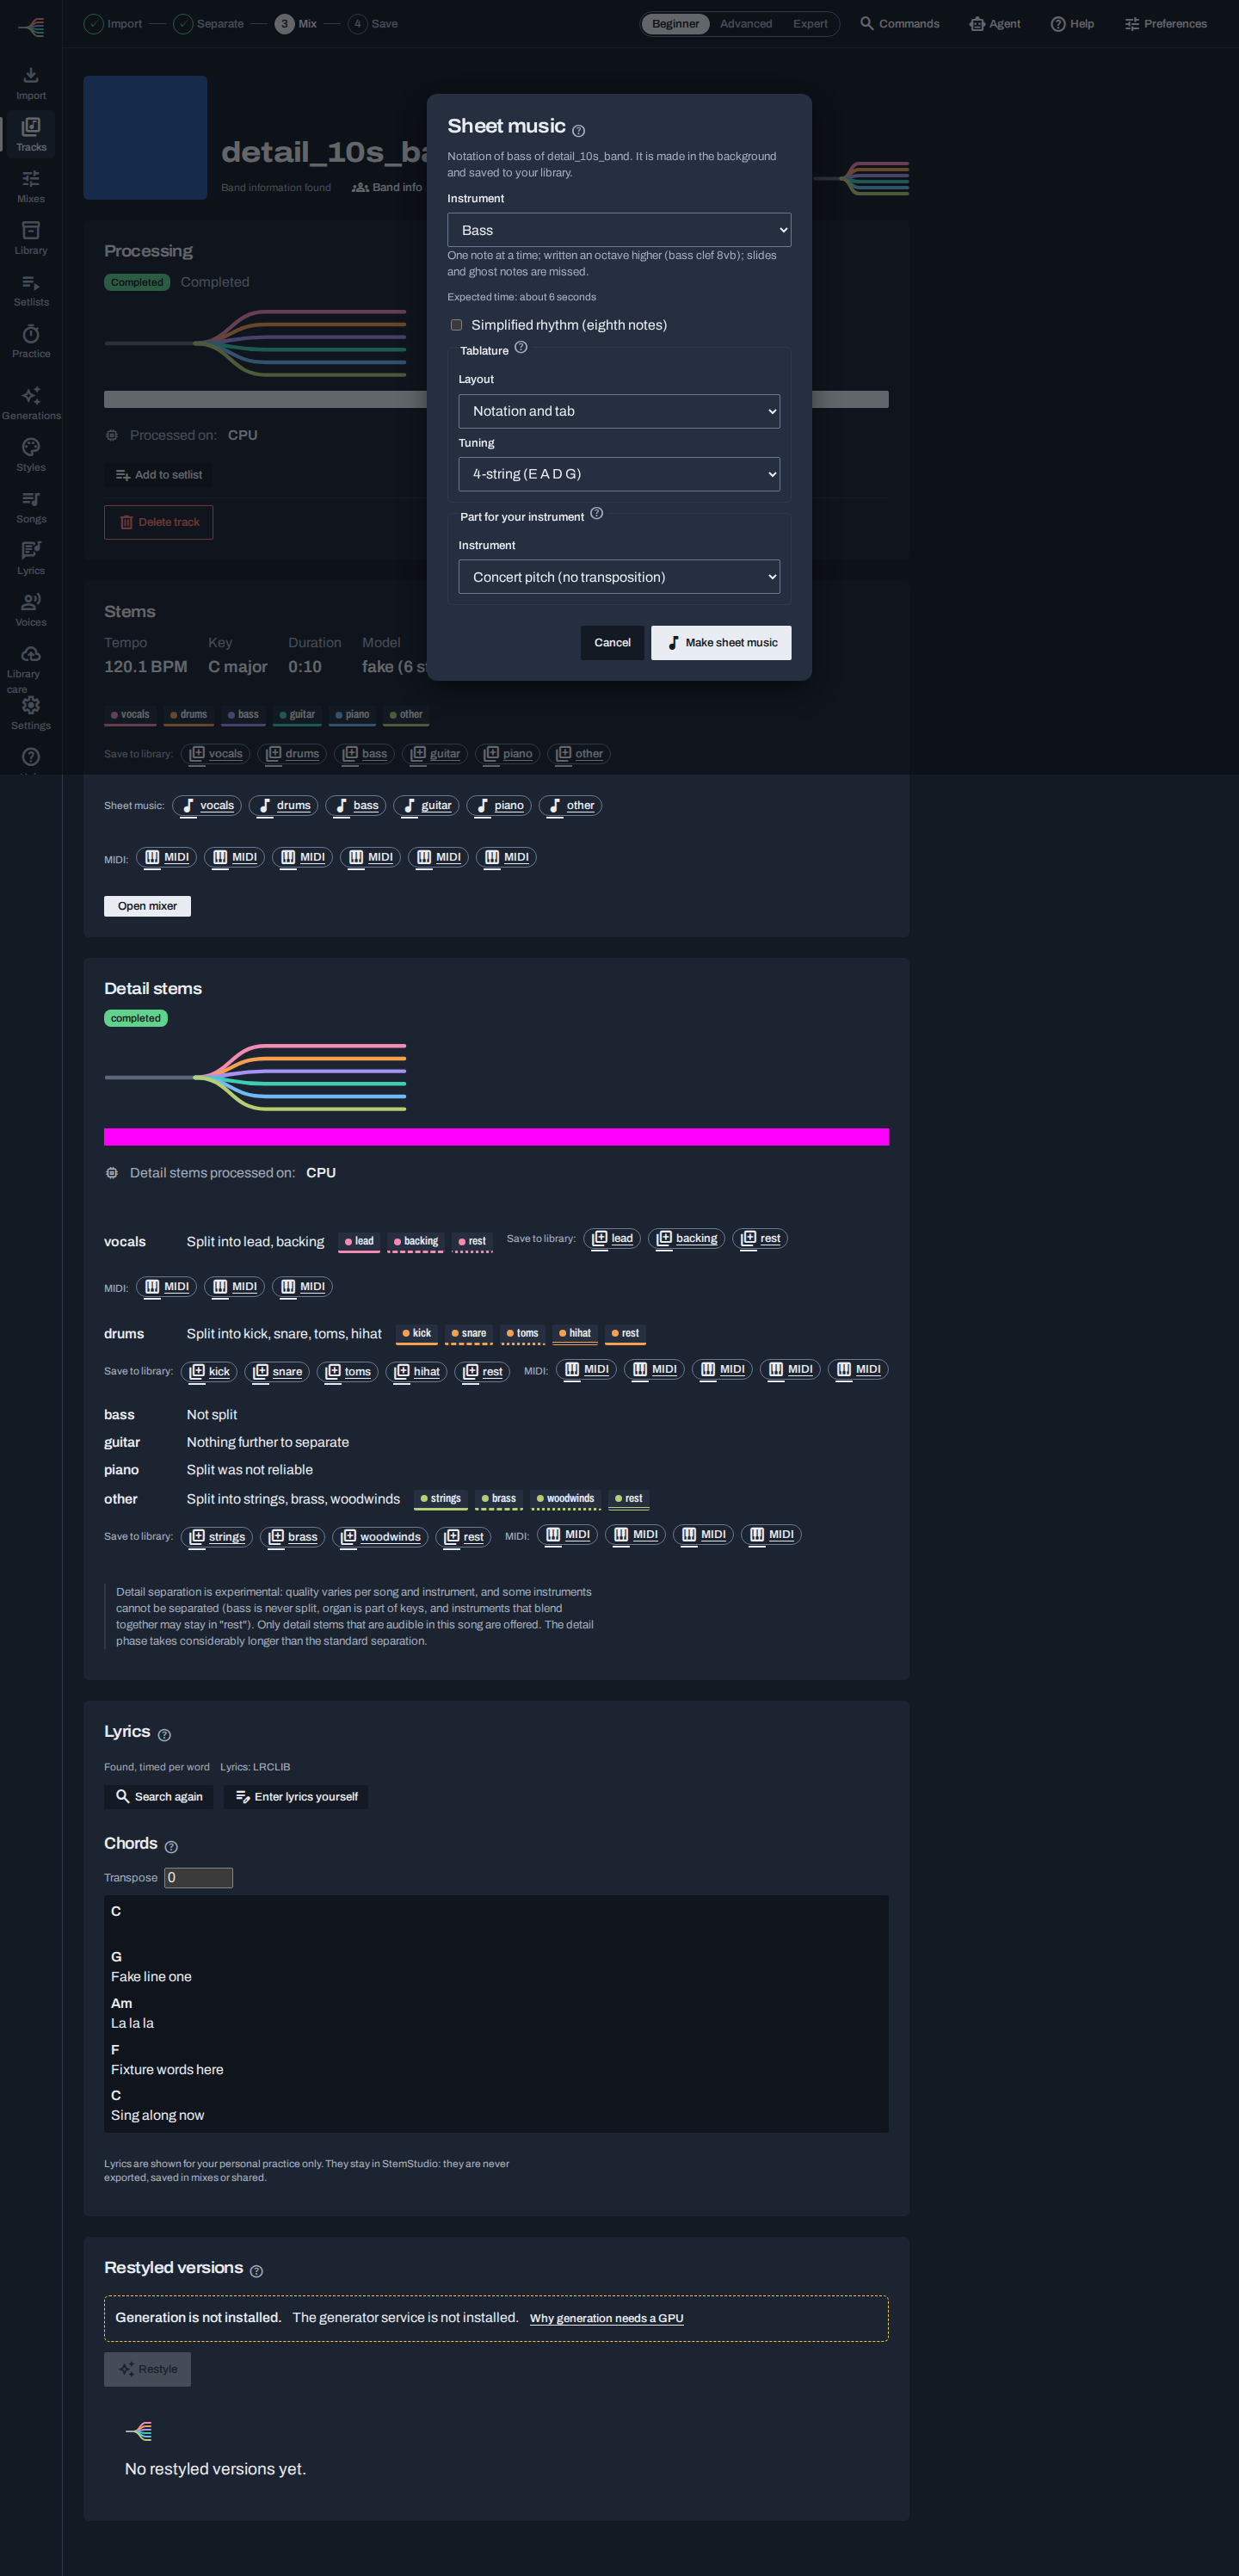 Import
Separate
3 Mix
4 Save
Beginner
Advanced
Expert
Commands
Agent
Help
Preferences
Import
Tracks
Mixes
Library
Setlists
Practice
Generations
Styles
Songs
Lyrics
Voices
Library
care
Settings
detail_10s_ba
Band information found
Band info
Processing
Completed Completed
Processed on: CPU
Add to setlist
Delete track
Stems
Tempo Key Duration Model
120.1 BPM C major 0:10 fake (6 st
vocals drums bass guitar piano other
Save to library: vocals drums bass guitar piano other
Sheet music
Notation of bass of detail_10s_band. It is made in the background
and saved to your library.
Instrument
Bass
One note at a time; written an octave higher (bass clef 8vb); slides
and ghost notes are missed.
Expected time: about 6 seconds
Simplified rhythm (eighth notes)
Tablature
Layout
Notation and tab
Tuning
4-string (E A D G)
Part for your instrument
Instrument
Concert pitch (no transposition)
Cancel
Make sheet music
Sheet music: vocals drums bass guitar piano other
MIDI: MIDI MIDI MIDI MIDI MIDI MIDI
Open mixer
Detail stems
completed
Detail stems processed on: CPU
vocals Split into lead, backing lead backing rest Save to library: lead backing rest
MIDI: MIDI MIDI MIDI
drums Split into kick, snare, toms, hihat kick snare toms hihat rest
Save to library: kick snare toms hihat rest MIDI: MIDI MIDI MIDI MIDI MIDI
bass Not split
guitar Nothing further to separate
piano Split was not reliable
other Split into strings, brass, woodwinds strings brass woodwinds rest
Save to library: strings brass woodwinds rest MIDI: MIDI MIDI MIDI MIDI
Detail separation is experimental: quality varies per song and instrument, and some instruments
cannot be separated (bass is never split, organ is part of keys, and instruments that blend
together may stay in "rest"). Only detail stems that are audible in this song are offered. The detail
phase takes considerably longer than the standard separation.
Lyrics
Found, timed per word Lyrics: LRCLIB
Search again
Enter lyrics yourself
Chords
Transpose 0
C
G
Fake line one
Am
La la la
F
Fixture words here
C
Sing along now
Lyrics are shown for your personal practice only. They stay in StemStudio: they are never
exported, saved in mixes or shared.
Restyled versions
Generation is not installed. The generator service is not installed. Why generation needs a GPU
Restyle
No restyled versions yet.